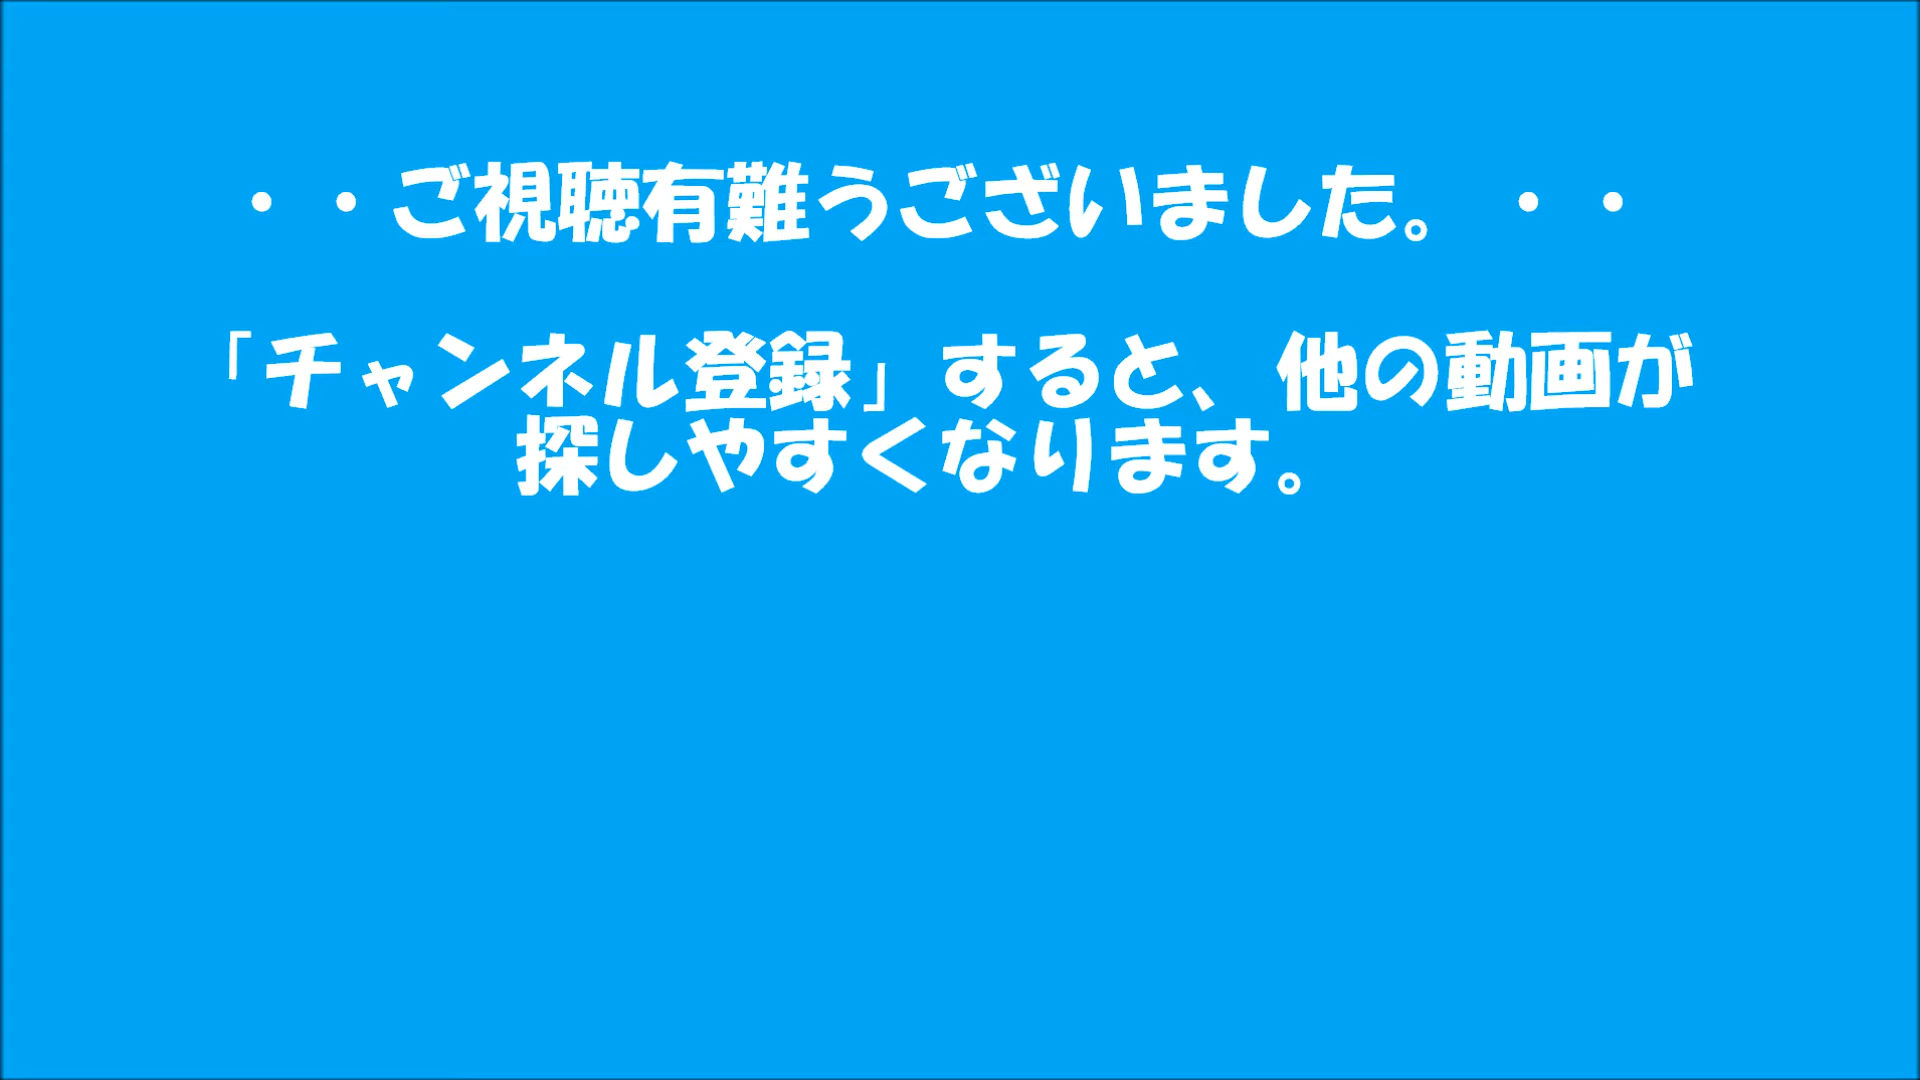 ・・ご視聴有難うございました。・・
「チャンネル登録」すると、他の動画が
探しやすくなります。